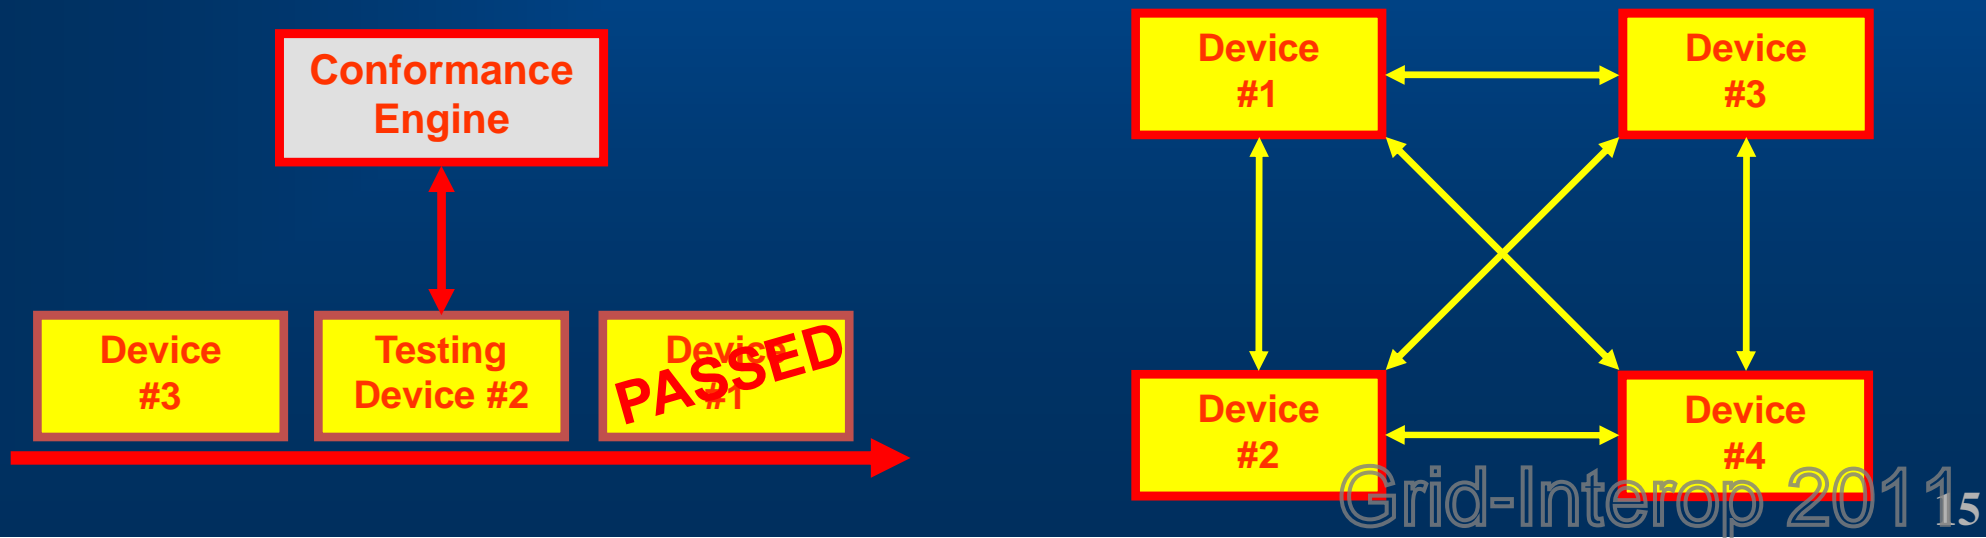 Conformance
Engine
Device
#3
Testing
Device #2
Device
#1
PASSED
Device
#1
Device
#3
Device
#2
Device
#4
Grid-Interop 2011
15